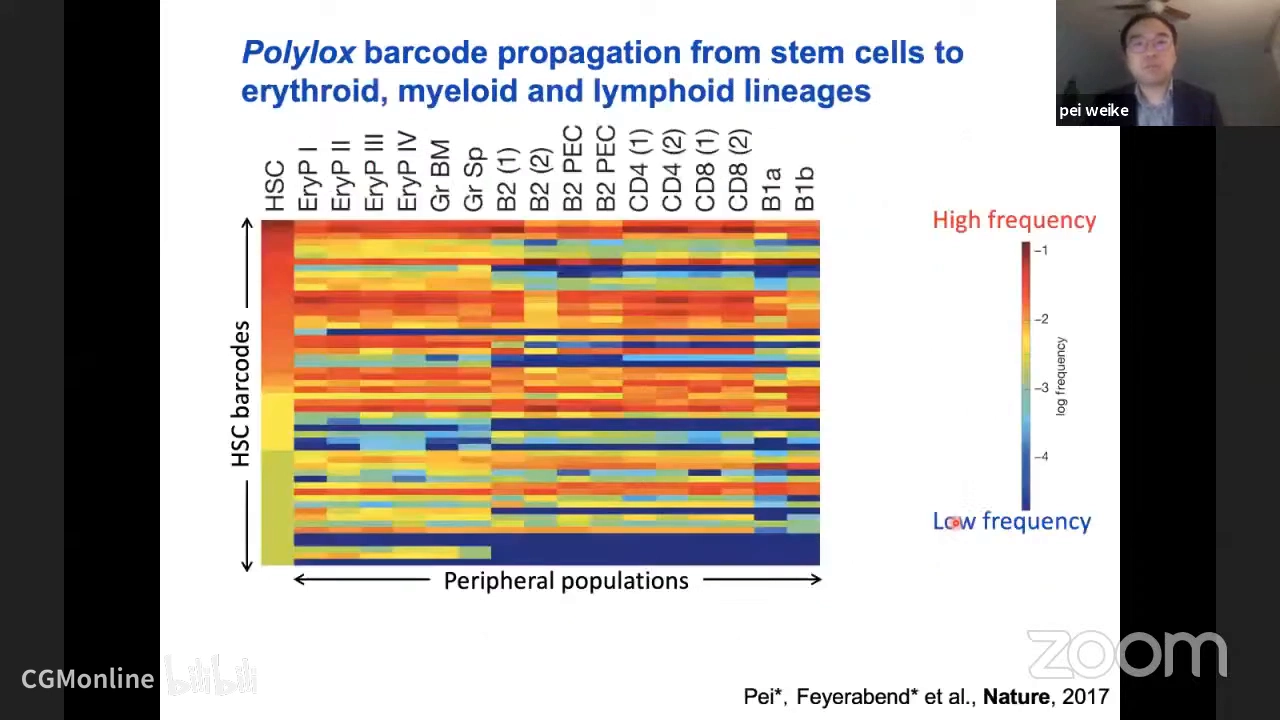 Polylox barcode propagation from stem cells to
erythroid, myeloid and lymphoid lineages
pei weike
HSC
EryP I
EryP II
EryP III
EryP IV
Gr BM
Gr Sp
B2 (1)
B2 (2)
B2 PEC
B2 PEC
CD4 (1)
CD4 (2)
CD8 (1)
CD8 (2)
B1a
B1b
HSC barcodes
Peripheral populations
High frequency
−1
−2
−3
−4
log frequency
Low frequency
zoom
CGMonline
bilibili
Pei*, Feyerabend* et al., Nature, 2017